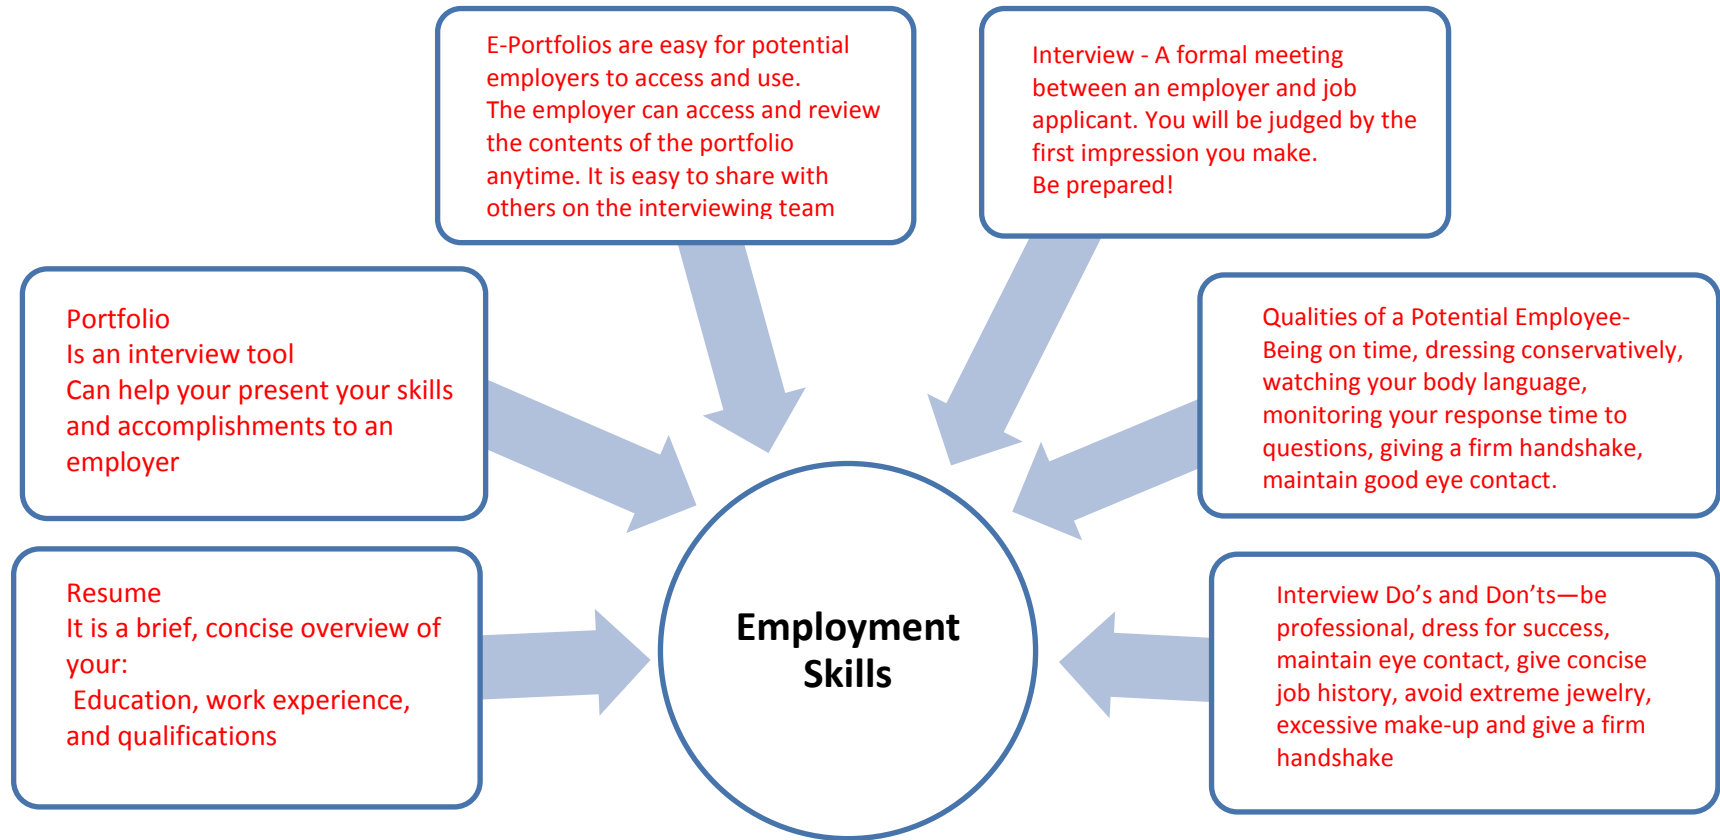 E-Portfolios are easy for potential
employers to access and use.
The employer can access and review
the contents of the portfolio
anytime. It is easy to share with
others on the interviewing team
Interview - A formal meeting
between an employer and job
applicant. You will be judged by the
first impression you make.
Be prepared!
Portfolio
Is an interview tool
Can help your present your skills
and accomplishments to an
employer
Qualities of a Potential Employee-
Being on time, dressing conservatively,
watching your body language,
monitoring your response time to
questions, giving a firm handshake,
maintain good eye contact.
Resume
It is a brief, concise overview of
your:
Education, work experience,
and qualifications
Employment
Skills
Interview Do’s and Don’ts—be
professional, dress for success,
maintain eye contact, give concise
job history, avoid extreme jewelry,
excessive make-up and give a firm
handshake